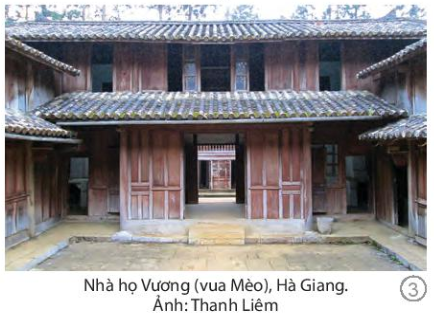 Nhà họ Vương (vua Mèo), Hà Giang.
Ảnh: Thanh Liêm
3